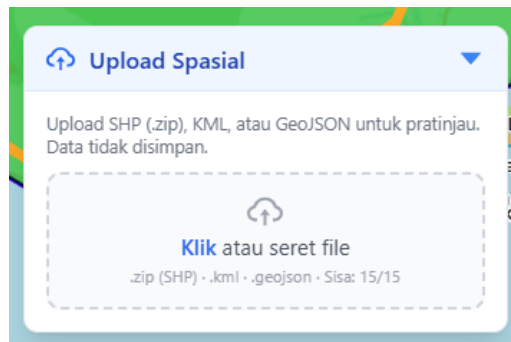 Upload Spasial
Upload SHP (.zip), KML, atau GeoJSON untuk pratinjau.
Data tidak disimpan.
Klik atau seret file
.zip (SHP) · .kml · .geojson · Sisa: 15/15